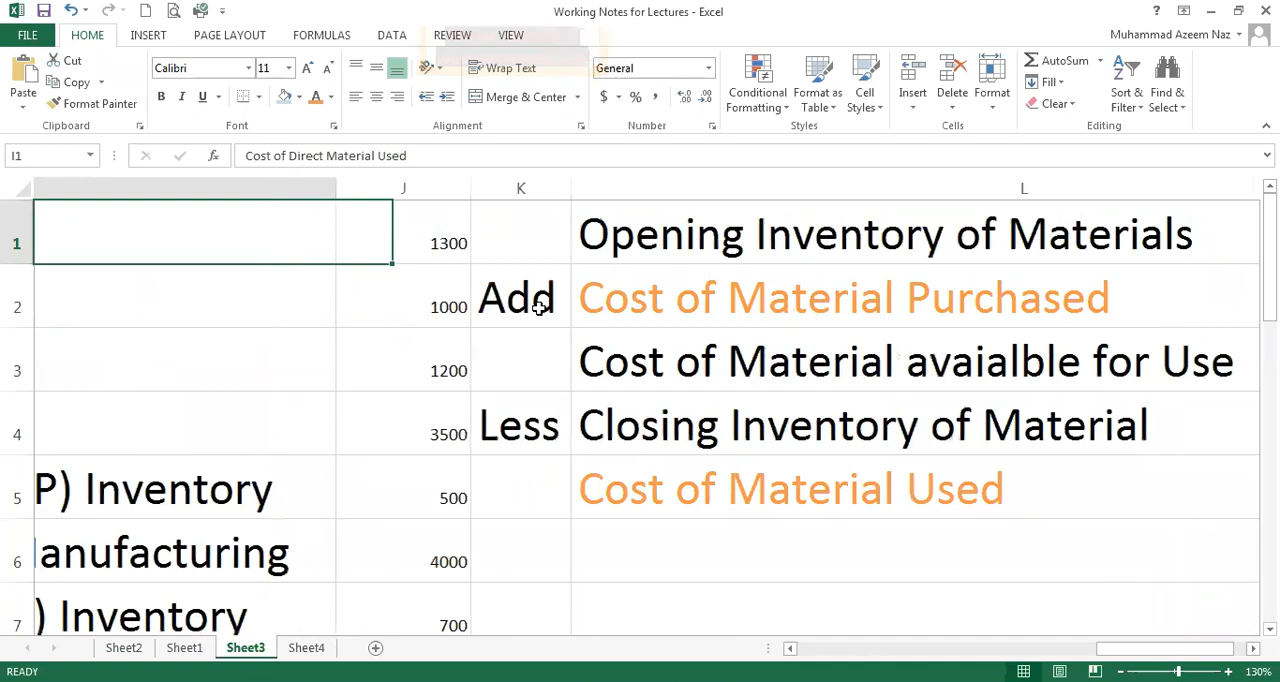 Working Notes for Lectures - Excel
FILE HOME INSERT PAGE LAYOUT FORMULAS DATA REVIEW VIEW Muhammad Azeem Naz
Cut
Copy
Format Painter
Paste
Clipboard
Calibri 11
B I U
Font
Wrap Text
Merge & Center
Alignment
General
$ % ,
Number
Conditional Formatting
Format as Table
Cell Styles
Styles
Insert Delete Format
Cells
AutoSum
Fill
Clear
Sort & Filter
Find & Select
Editing
I1 fx Cost of Direct Material Used
J K L
1 1300 Opening Inventory of Materials
2 1000 Add Cost of Material Purchased
3 1200 Cost of Material avaialble for Use
4 3500 Less Closing Inventory of Material
5 P) Inventory 500 Cost of Material Used
6 anufacturing 4000
7 ) Inventory 700
Sheet2 Sheet1 Sheet3 Sheet4
READY 130%